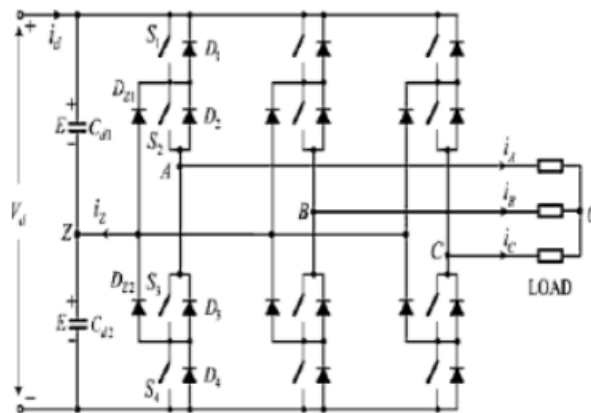 +
i_d
S_1
D_1
D_Z1
D_2
S_2
+
E
C_d1
-
A
i_A
V_d
i_Z
Z
B
i_B
C
i_C
LOAD
D_Z2
S_3
D_3
+
E
C_d2
-
S_4
D_4
-